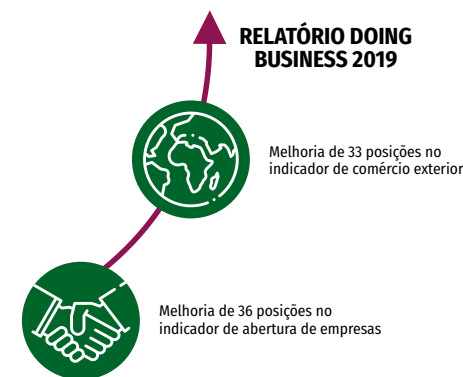 RELATÓRIO DOING
BUSINESS 2019
Melhoria de 33 posições no
indicador de comércio exterior
Melhoria de 36 posições no
indicador de abertura de empresas